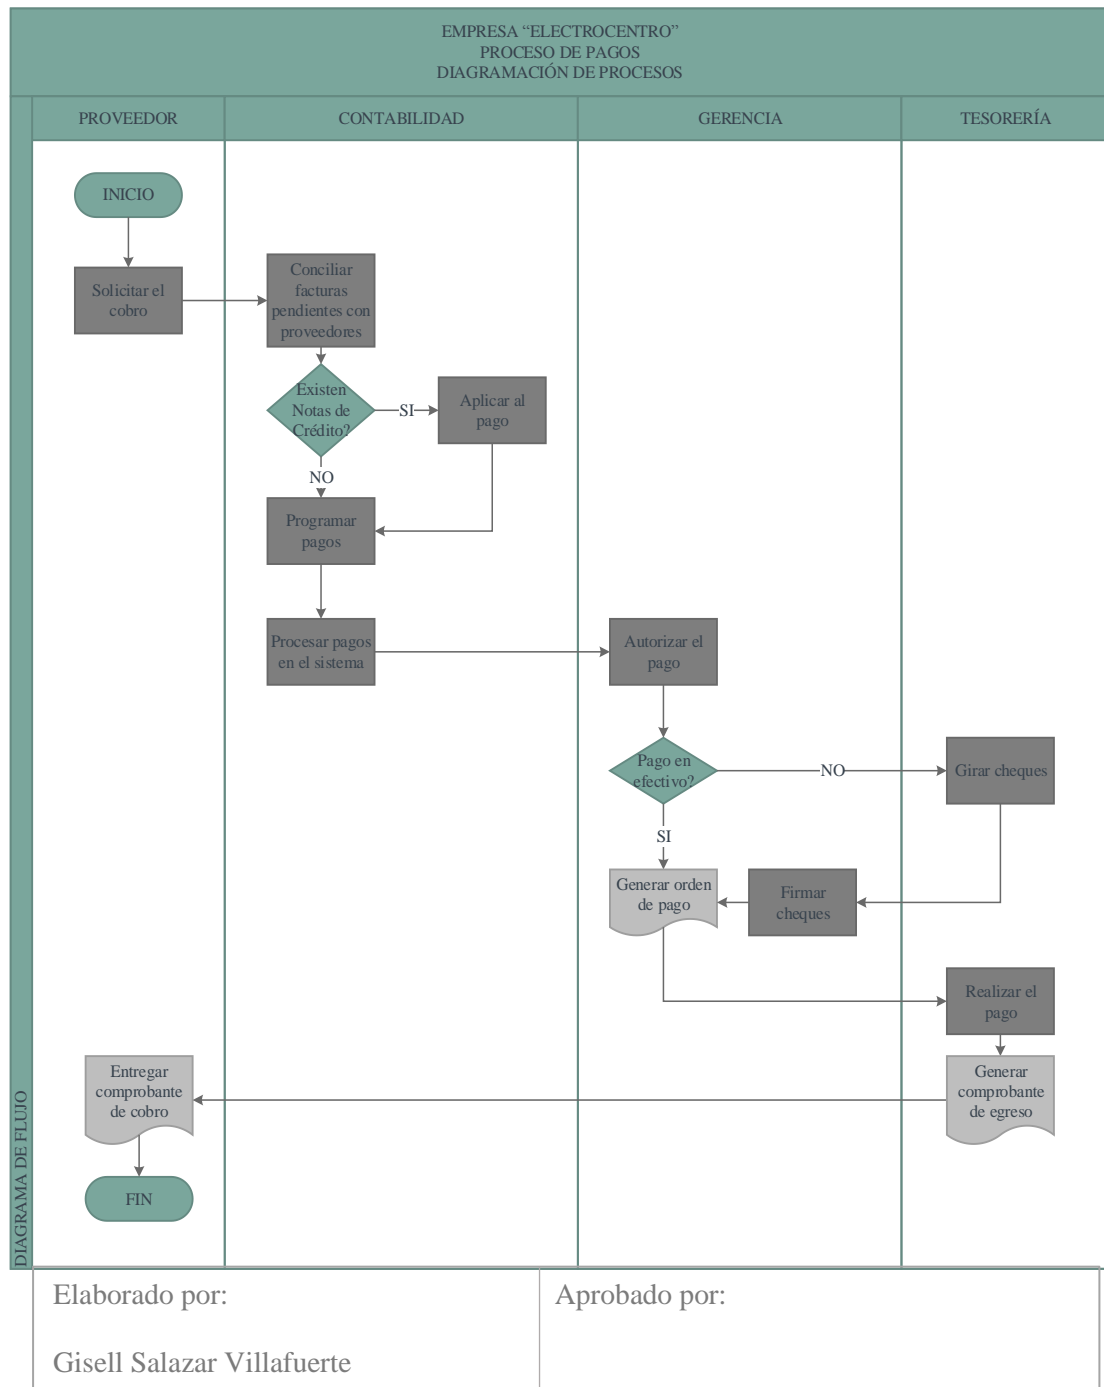 EMPRESA “ELECTROCENTRO”
PROCESO DE PAGOS
DIAGRAMACIÓN DE PROCESOS
PROVEEDOR
CONTABILIDAD
GERENCIA
TESORERÍA
DIAGRAMA DE FLUJO
INICIO
Solicitar el
cobro
Conciliar
facturas
pendientes con
proveedores
Existen
Notas de
Crédito?
SI
Aplicar al
pago
NO
Programar
pagos
Procesar pagos
en el sistema
Autorizar el
pago
Pago en
efectivo?
NO
Girar cheques
SI
Generar orden
de pago
Firmar
cheques
Realizar el
pago
Generar
comprobante
de egreso
Entregar
comprobante
de cobro
FIN
Elaborado por:
Gisell Salazar Villafuerte
Aprobado por: